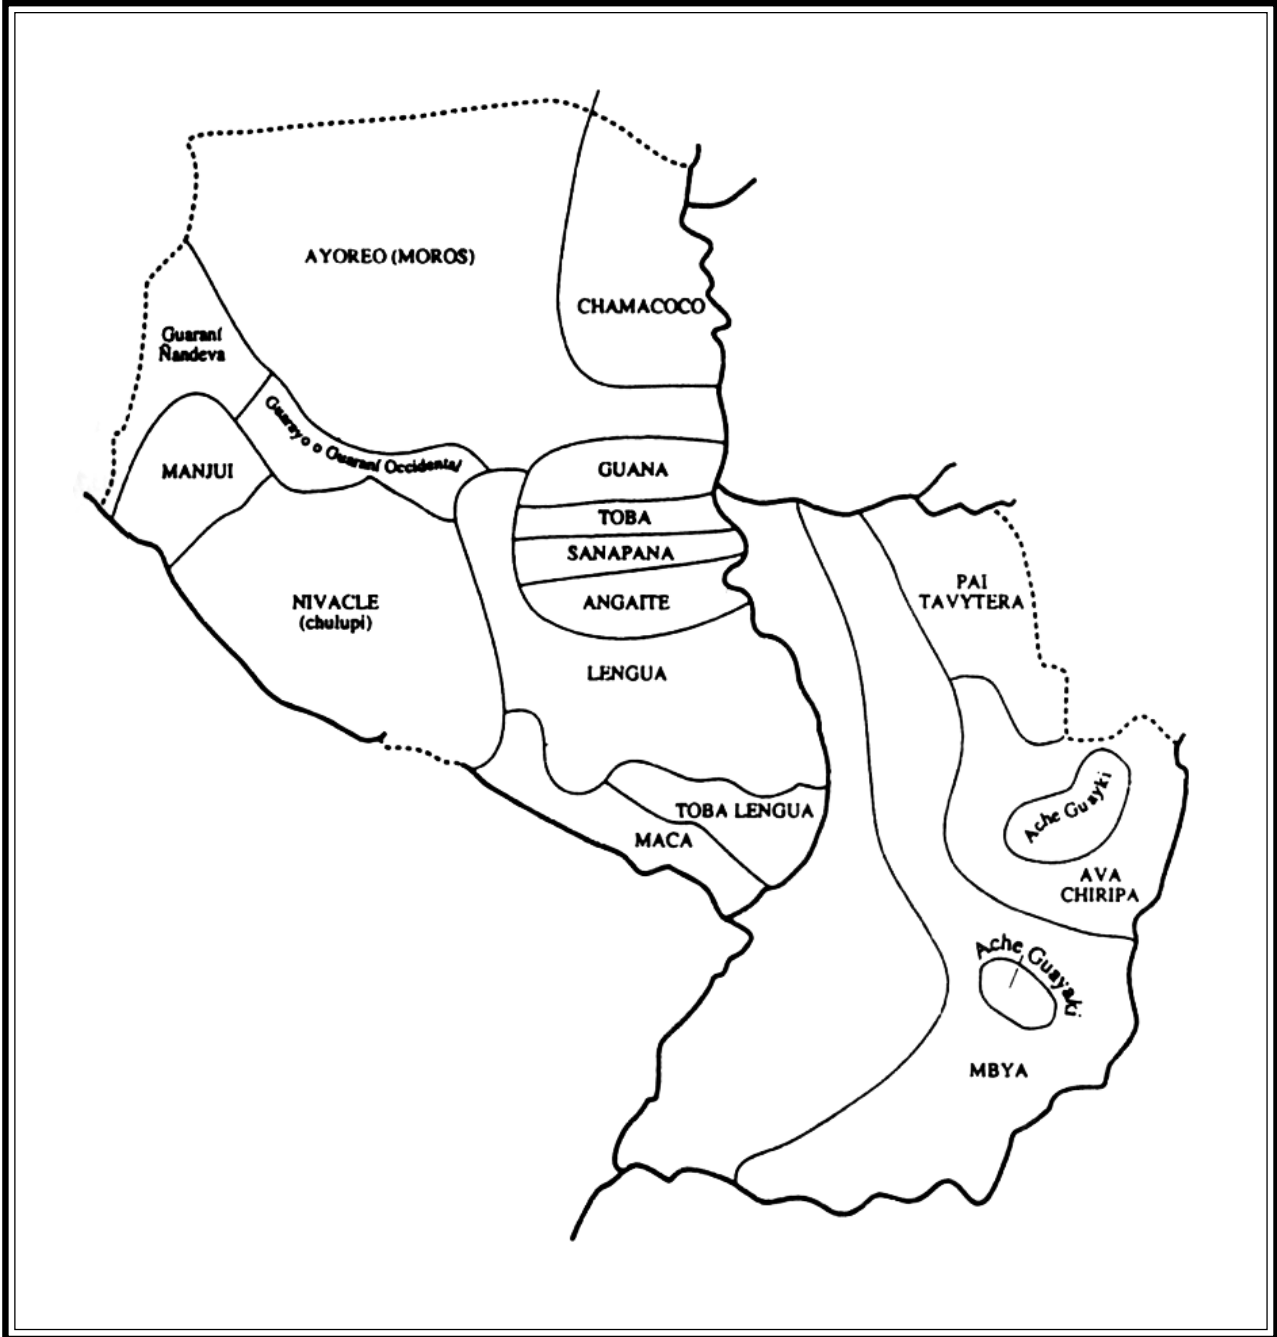 AYOREO (MOROS)
CHAMACOCO
Guaraní
Ñandeva
Guarayo o Guaraní Occidental
MANJUI
GUANA
TOBA
SANAPANA
ANGAITE
NIVACLE
(chulupi)
LENGUA
PAI
TAVYTERA
TOBA LENGUA
MACA
Ache Guayki
AVA
CHIRIPA
Ache Guayaki
MBYA